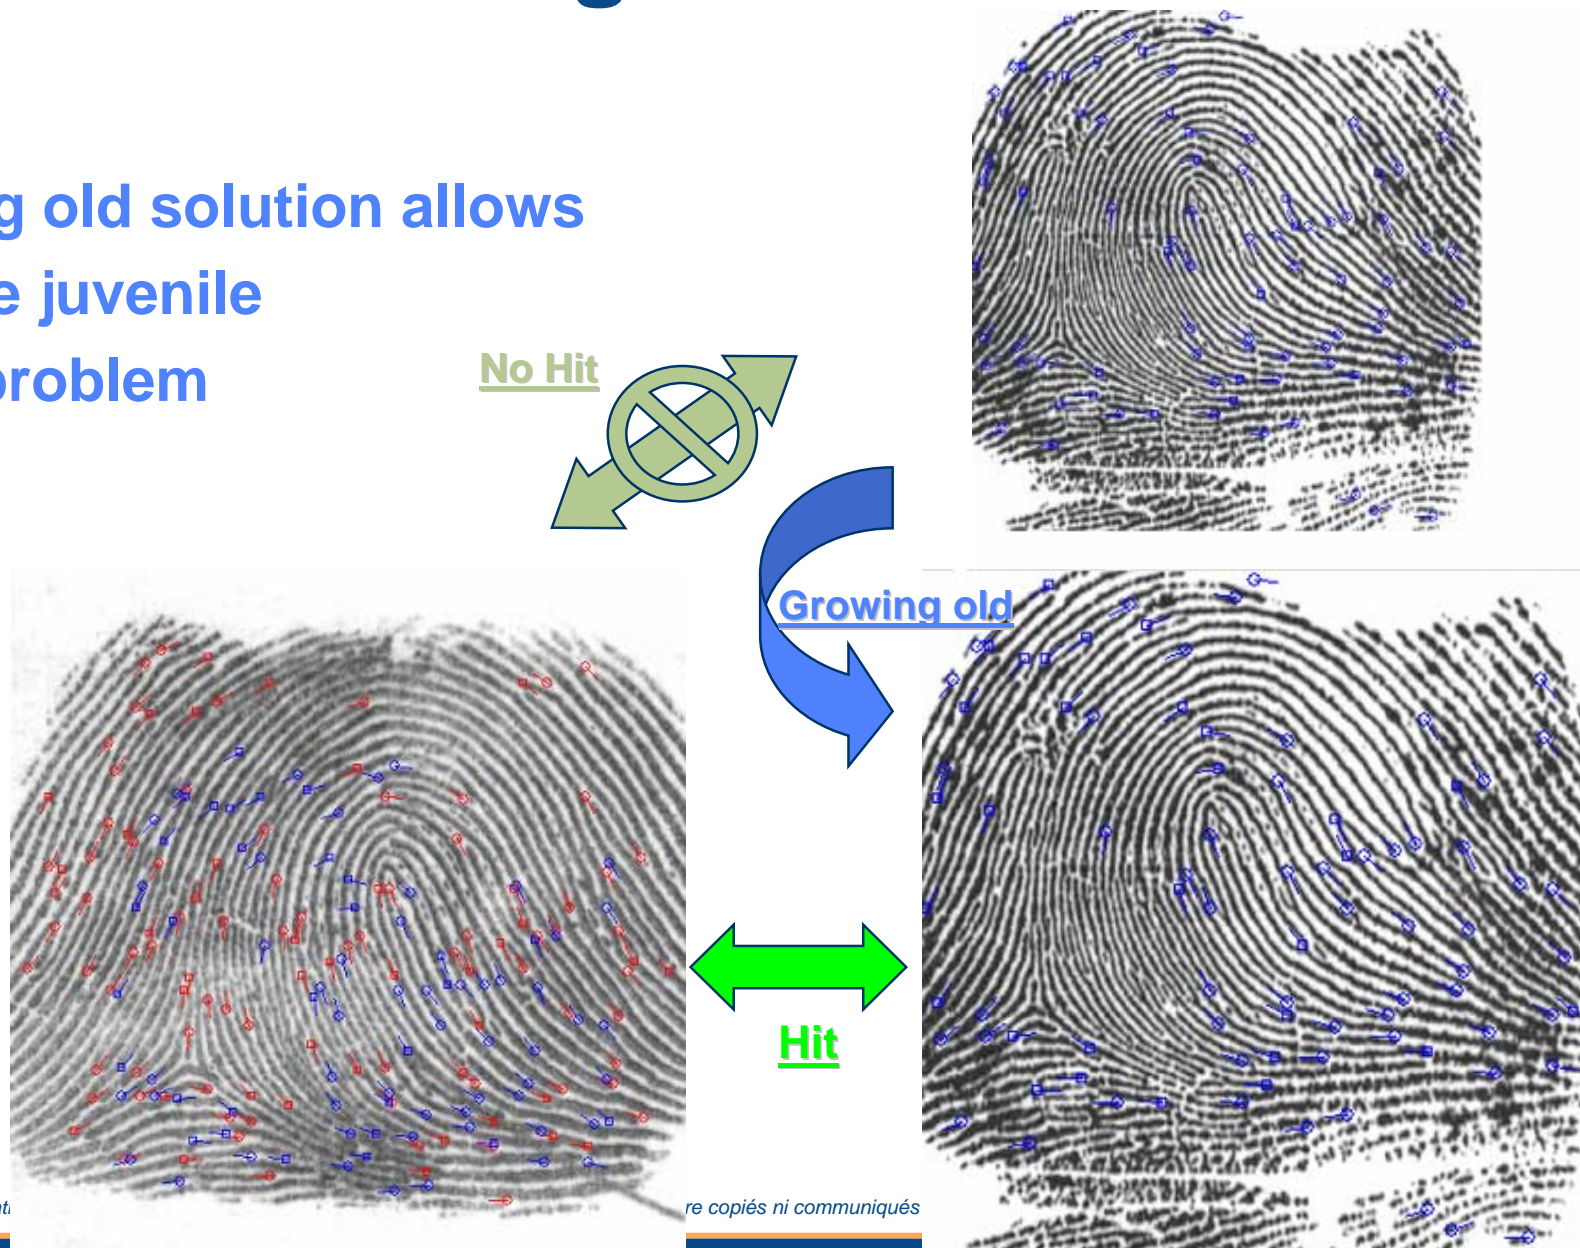 g old solution allows
e juvenile
problem
No Hit
Growing old
Hit
re copiés ni communiqués